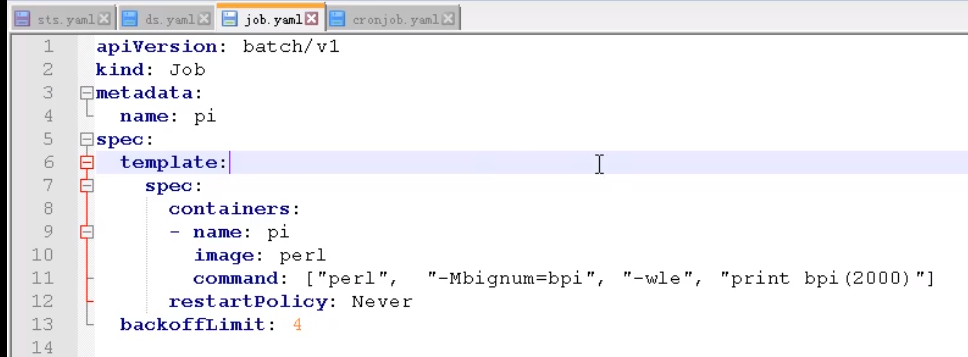 sts.yaml ds.yaml job.yaml cronjob.yaml
1 apiVersion: batch/v1
2 kind: Job
3 metadata:
4   name: pi
5 spec:
6   template:
7     spec:
8       containers:
9       - name: pi
10         image: perl
11         command: ["perl",  "-Mbignum=bpi", "-wle", "print bpi(2000)"]
12       restartPolicy: Never
13   backoffLimit: 4
14